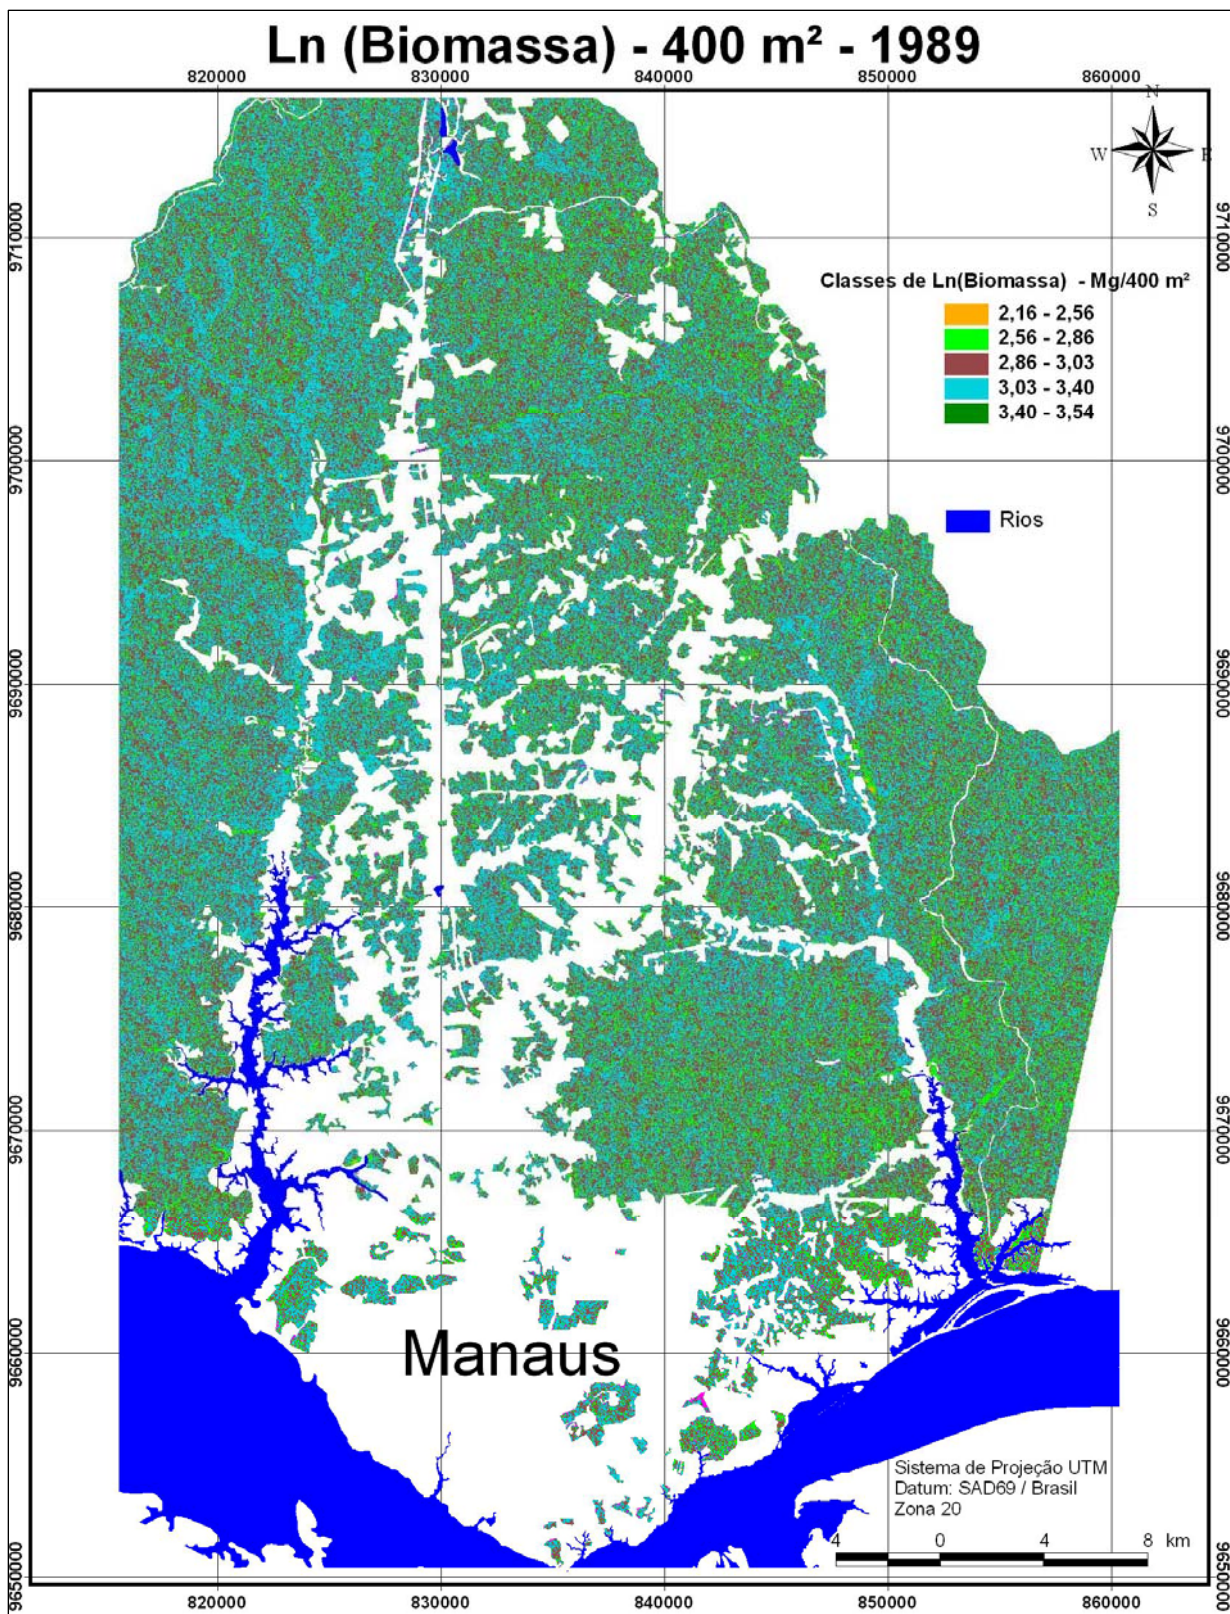 Ln (Biomassa) - 400 m² - 1989
820000 830000 840000 850000 860000
N
W E
S
9710000 9710000
Classes de Ln(Biomassa) - Mg/400 m²
2,16 - 2,56
2,56 - 2,86
2,86 - 3,03
3,03 - 3,40
3,40 - 3,54
9700000 9700000
Rios
9690000 9690000
9680000 9680000
9670000 9670000
9660000 9660000
Manaus
Sistema de Projeção UTM
Datum: SAD69 / Brasil
Zona 20
4 0 4 8 km
9650000 9650000
820000 830000 840000 850000 860000